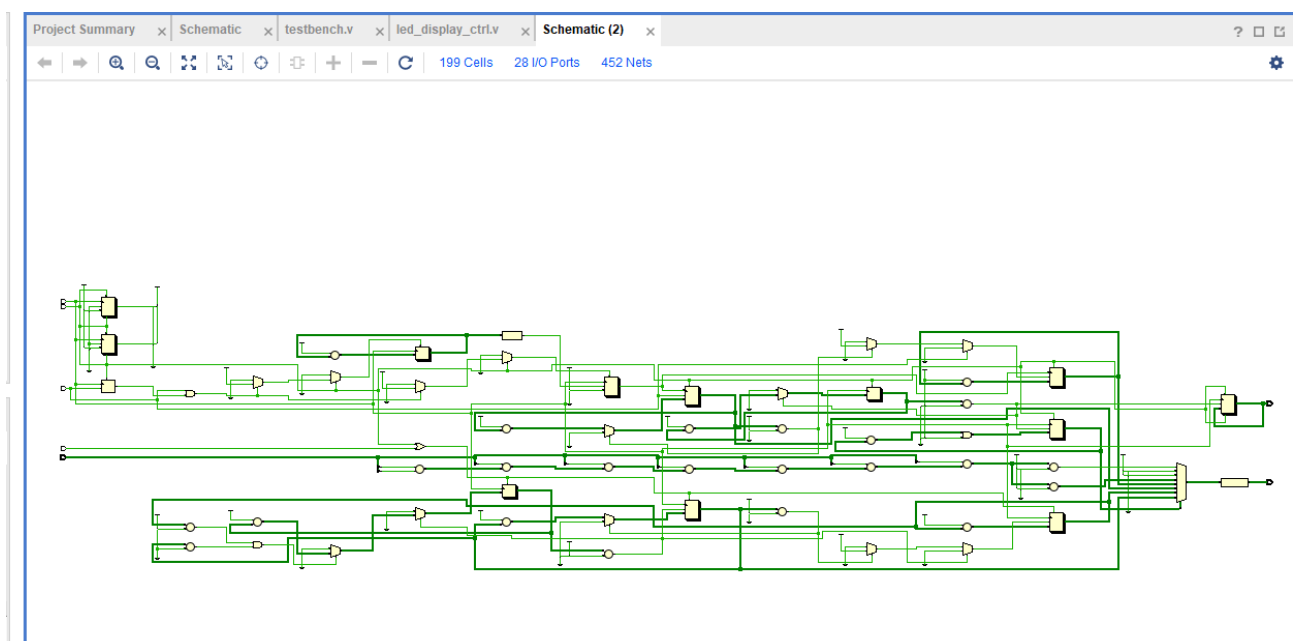 Project Summary × Schematic × testbench.v × led_display_ctrl.v × Schematic (2) × ?
199 Cells 28 I/O Ports 452 Nets